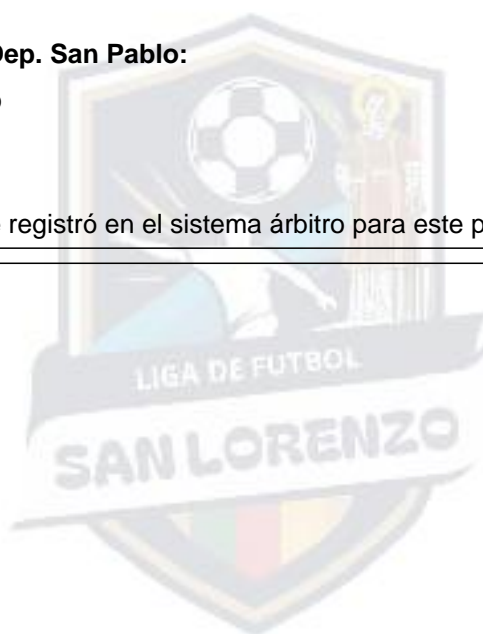 Dep. San Pablo:
registró en el sistema árbitro para este p
LIGA DE FUTBOL
SAN LORENZO